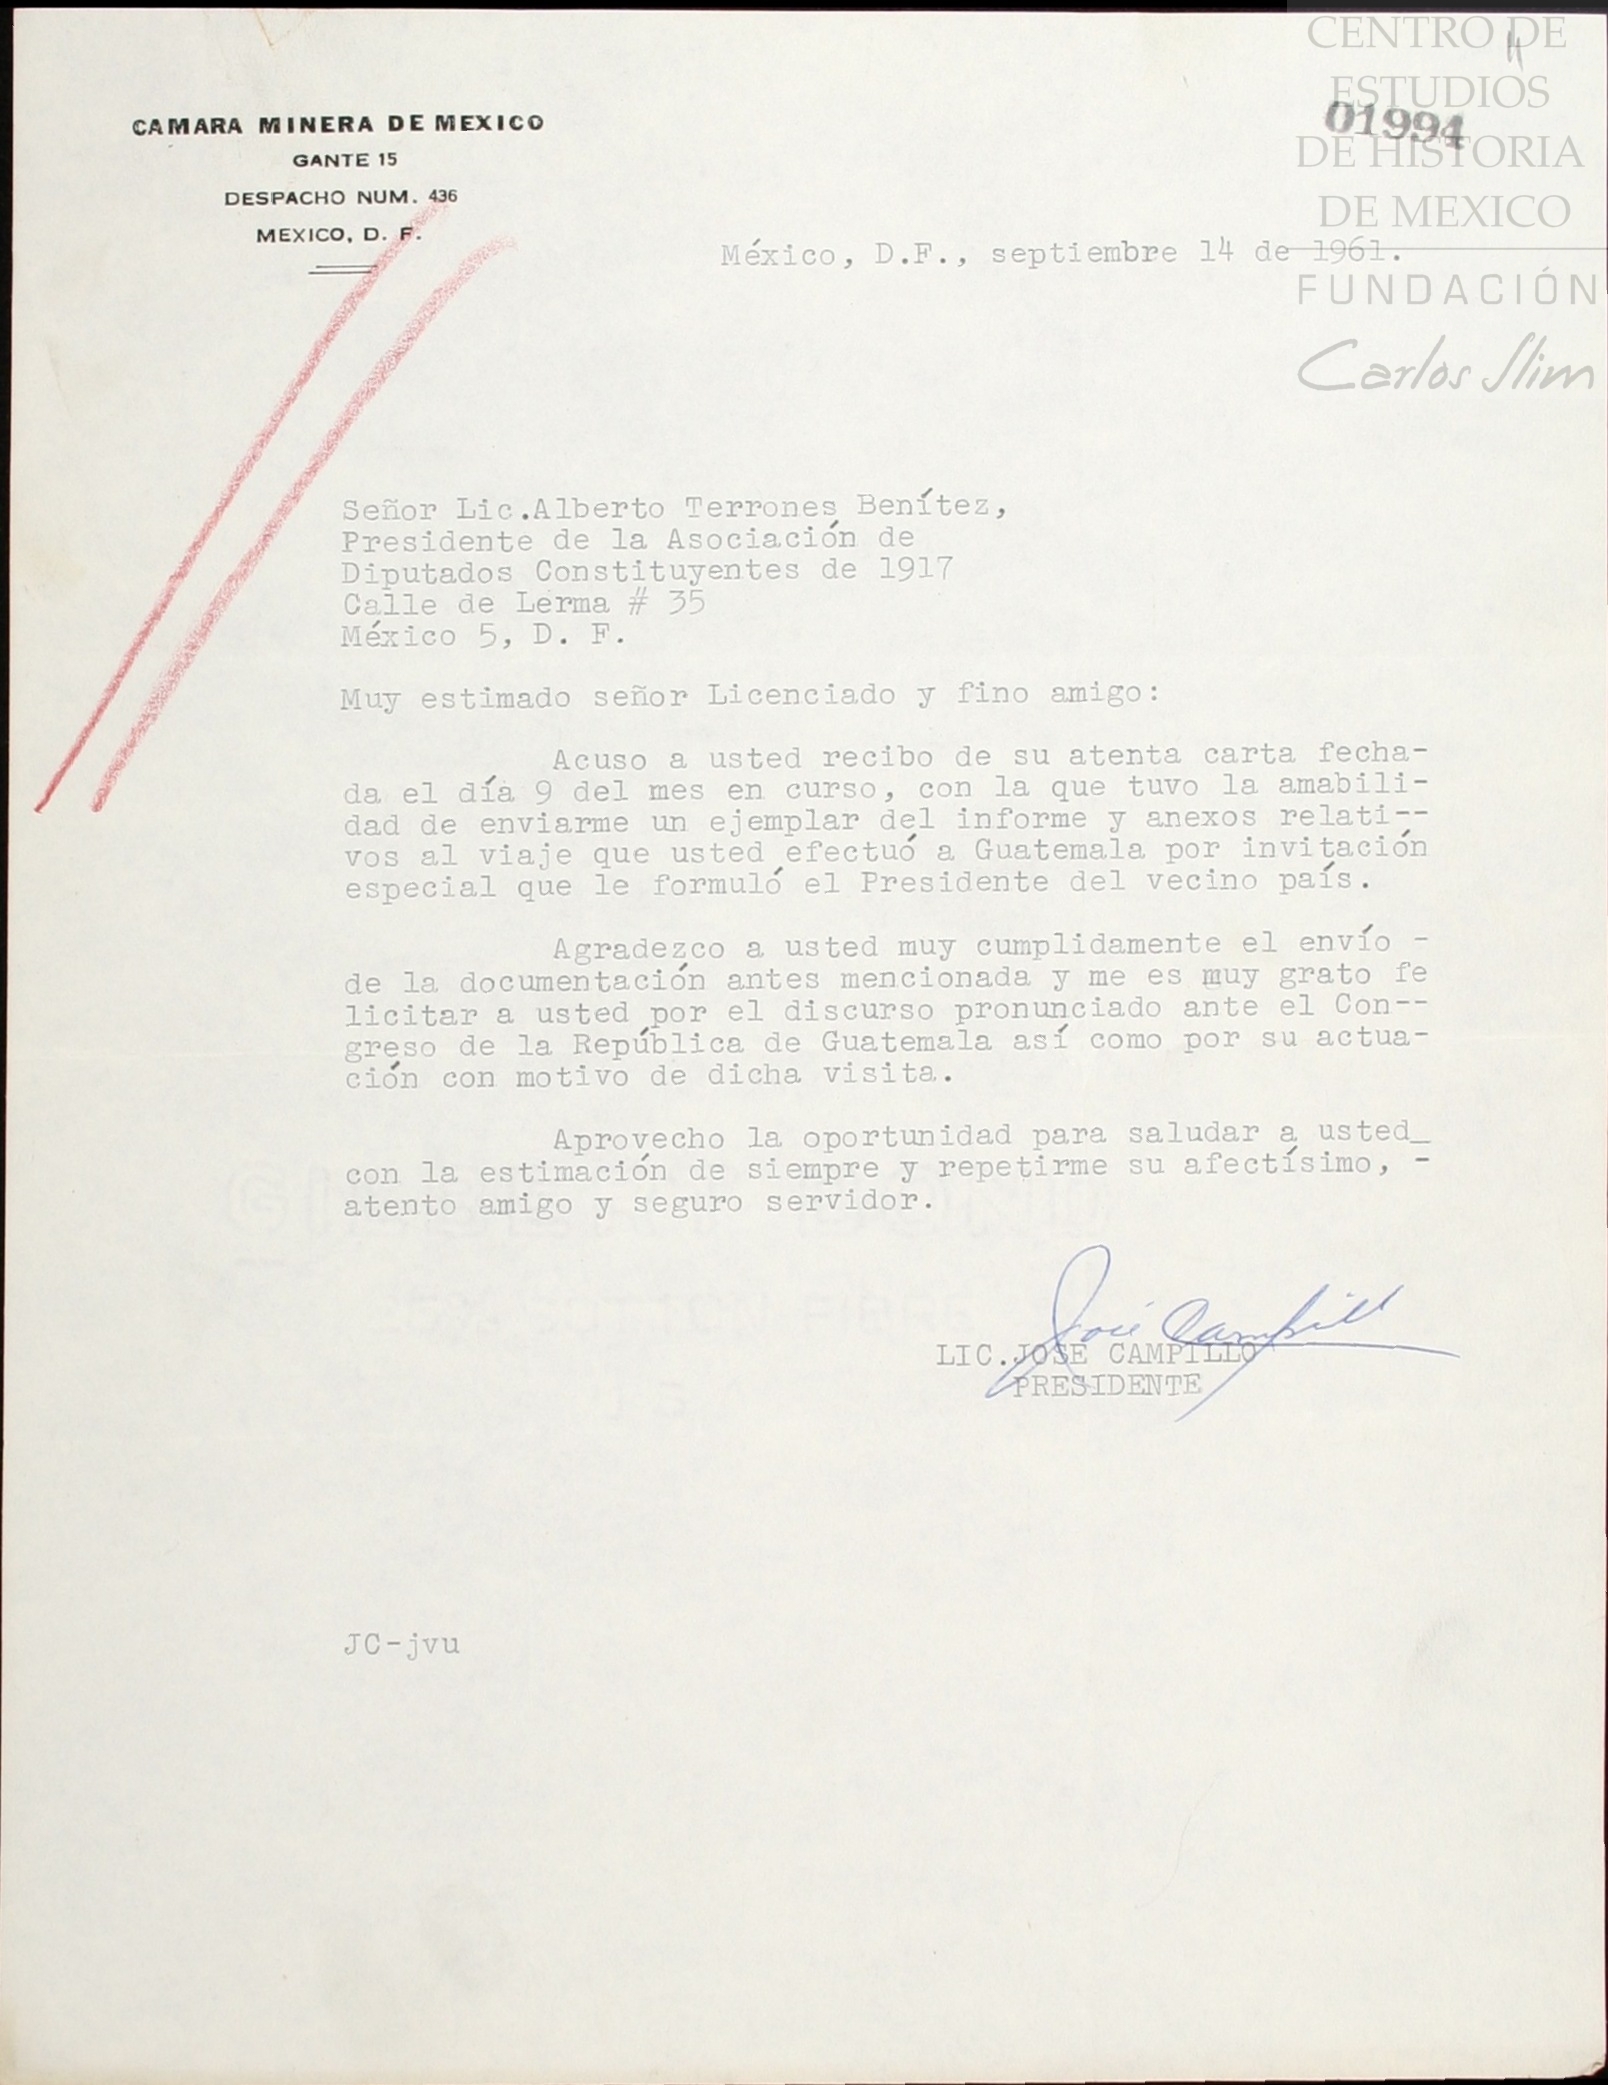 CENTRO DE
ESTUDIOS
DE HISTORIA
DE MEXICO
FUNDACIÓN
Carlos Slim
01994
CAMARA MINERA DE MEXICO
GANTE 15
DESPACHO NUM. 436
MEXICO, D. F.
México, D.F., septiembre 14 de 1961.
Señor Lic.Alberto Terrones Benítez,
Presidente de la Asociación de
Diputados Constituyentes de 1917
Calle de Lerma # 35
México 5, D. F.
Muy estimado señor Licenciado y fino amigo:
Acuso a usted recibo de su atenta carta fecha-
da el día 9 del mes en curso, con la que tuvo la amabili-
dad de enviarme un ejemplar del informe y anexos relati--
vos al viaje que usted efectuó a Guatemala por invitación
especial que le formuló el Presidente del vecino país.
Agradezco a usted muy cumplidamente el envío -
de la documentación antes mencionada y me es muy grato fe
licitar a usted por el discurso pronunciado ante el Con--
greso de la República de Guatemala así como por su actua-
ción con motivo de dicha visita.
Aprovecho la oportunidad para saludar a usted_
con la estimación de siempre y repetirme su afectísimo, -
atento amigo y seguro servidor.
José Campillo
LIC.JOSE CAMPILLO
PRESIDENTE
JC-jvu